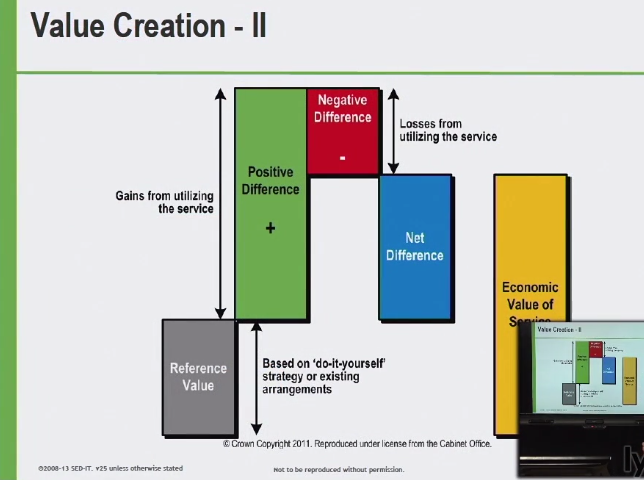 Value Creation - II
Negative
Difference
-
Losses from
utilizing the service
Positive
Difference
+
Gains from utilizing
the service
Net
Difference
Economic
Value of
Reference
Value
Based on 'do-it-yourself'
strategy or existing
arrangements
© Crown Copyright 2011. Reproduced under license from the Cabinet Office.
©2008-13 SED-IT. v25 unless otherwise stated
Not to be reproduced without permission.
Value Creation - II